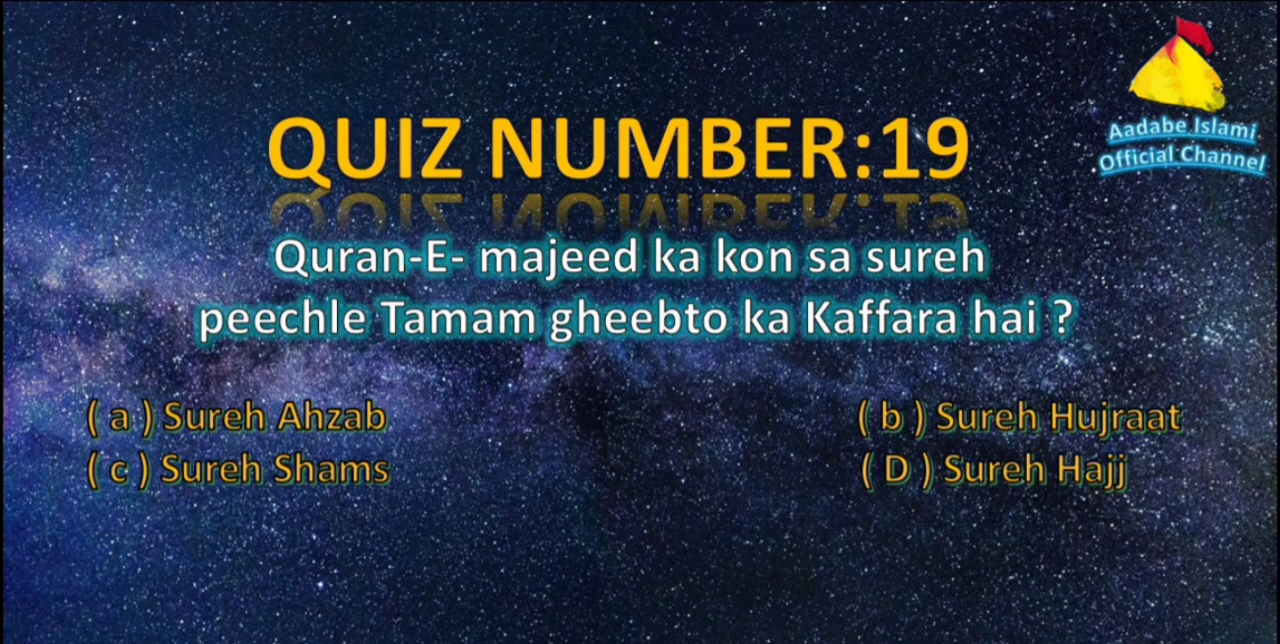 Aadabe Islami
Official Channel
QUIZ NUMBER:19
Quran-E- majeed ka kon sa sureh
peechle Tamam gheebto ka Kaffara hai ?
( a ) Sureh Ahzab
( b ) Sureh Hujraat
( c ) Sureh Shams
( D ) Sureh Hajj